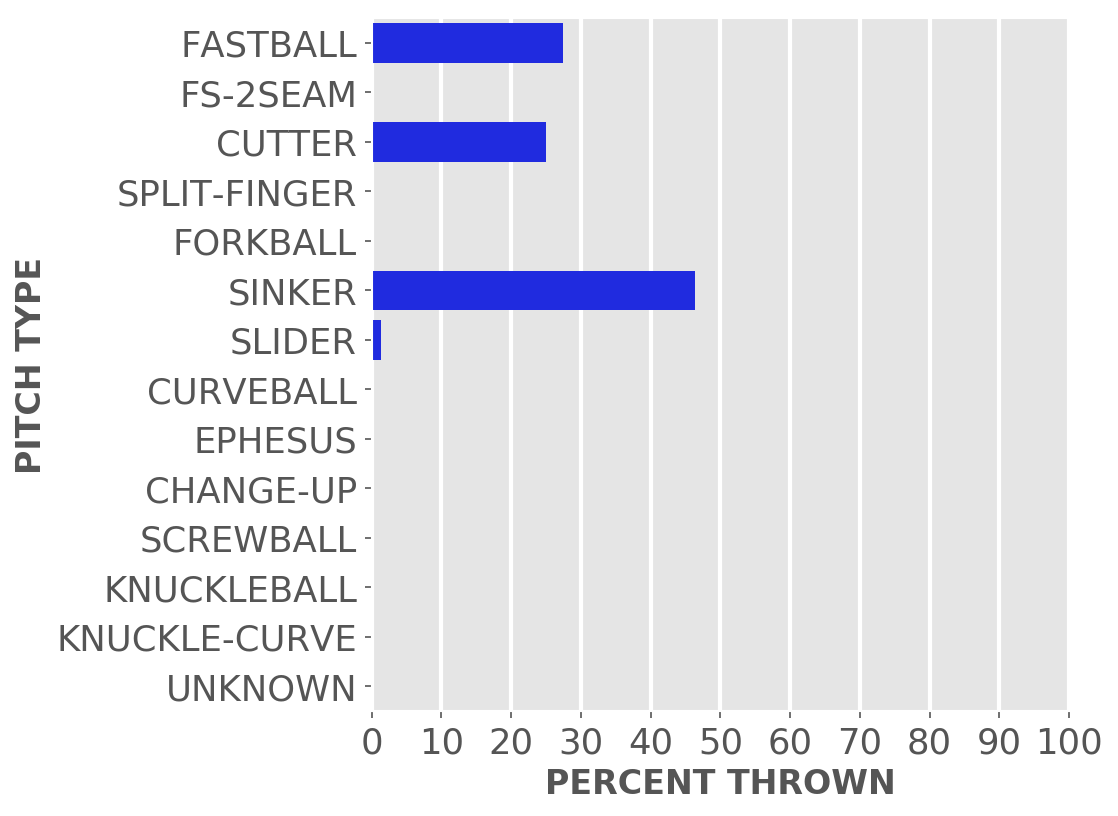 FASTBALL
FS-2SEAM
CUTTER
SPLIT-FINGER
FORKBALL
SINKER
SLIDER
CURVEBALL
EPHESUS
CHANGE-UP
SCREWBALL
KNUCKLEBALL
KNUCKLE-CURVE
UNKNOWN
PITCH TYPE
0 10 20 30 40 50 60 70 80 90 100
PERCENT THROWN